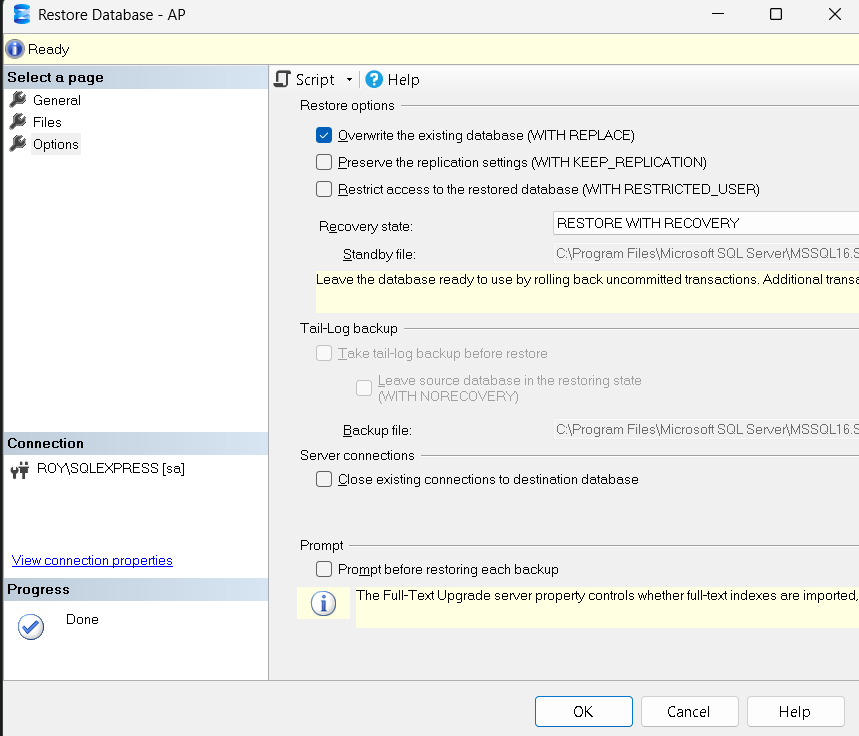 Restore Database - AP
Ready
Select a page
General
Files
Options
Script
Help
Restore options
Overwrite the existing database (WITH REPLACE)
Preserve the replication settings (WITH KEEP_REPLICATION)
Restrict access to the restored database (WITH RESTRICTED_USER)
Recovery state:
RESTORE WITH RECOVERY
Standby file:
C:\Program Files\Microsoft SQL Server\MSSQL16.S
Leave the database ready to use by rolling back uncommitted transactions. Additional transa
Tail-Log backup
Take tail-log backup before restore
Leave source database in the restoring state
(WITH NORECOVERY)
Backup file:
C:\Program Files\Microsoft SQL Server\MSSQL16.S
Server connections
Close existing connections to destination database
Prompt
Prompt before restoring each backup
The Full-Text Upgrade server property controls whether full-text indexes are imported,
Connection
ROY\SQLEXPRESS [sa]
View connection properties
Progress
Done
OK
Cancel
Help